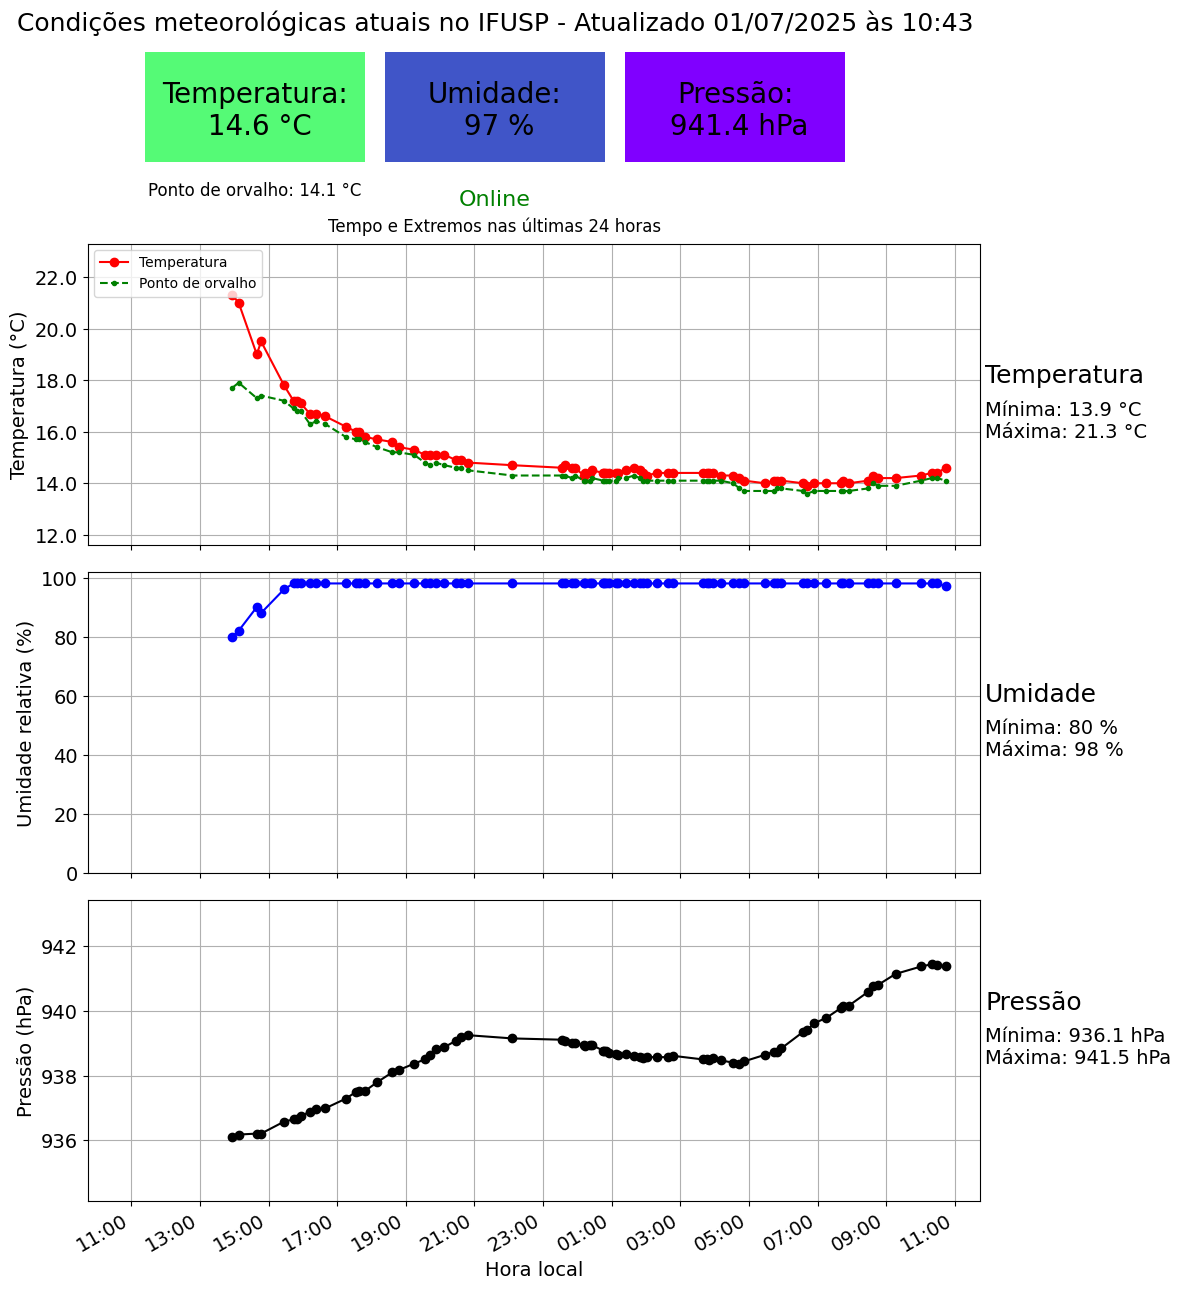 Condições meteorológicas atuais no IFUSP - Atualizado 01/07/2025 às 10:43
Temperatura:
14.6 °C
Umidade:
97 %
Pressão:
941.4 hPa
Ponto de orvalho: 14.1 °C
Online
Tempo e Extremos nas últimas 24 horas
Temperatura
Ponto de orvalho
Temperatura (°C)
22.0
20.0
18.0
16.0
14.0
12.0
Temperatura
Mínima: 13.9 °C
Máxima: 21.3 °C
Umidade relativa (%)
100
80
60
40
20
0
Umidade
Mínima: 80 %
Máxima: 98 %
Pressão (hPa)
942
940
938
936
Pressão
Mínima: 936.1 hPa
Máxima: 941.5 hPa
11:00 13:00 15:00 17:00 19:00 21:00 23:00 01:00 03:00 05:00 07:00 09:00 11:00
Hora local